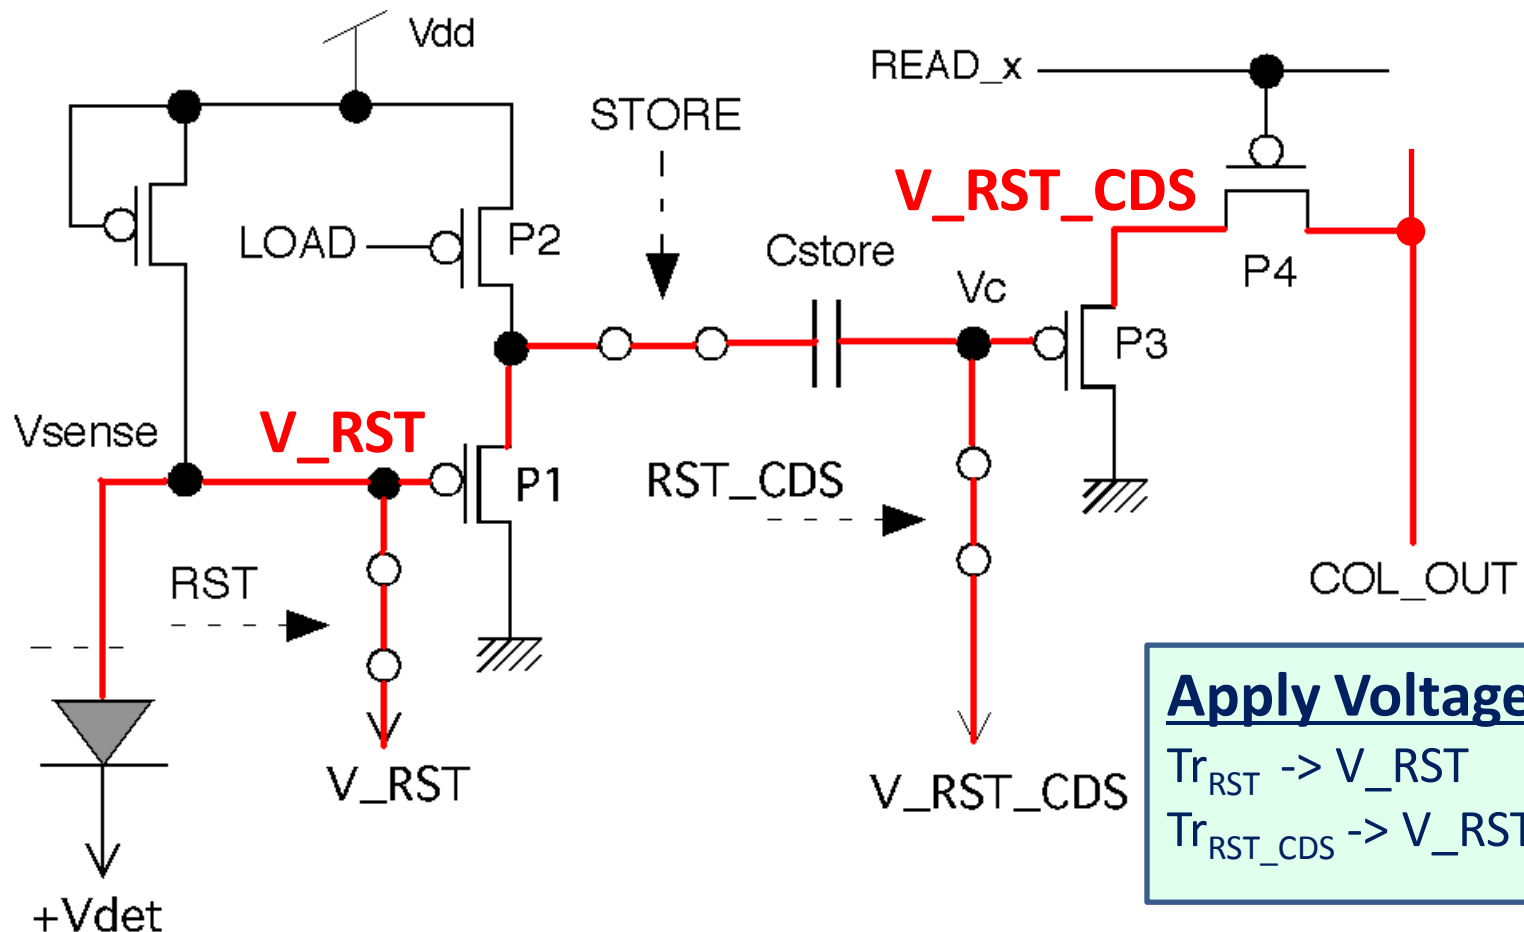 Vdd
READ_x
STORE
V_RST_CDS
LOAD
P2
Cstore
P4
Vc
P3
Vsense
V_RST
P1
RST_CDS
RST
COL_OUT
V_RST
V_RST_CDS
+Vdet
Apply Voltage
TrRST -> V_RST
TrRST_CDS -> V_RST